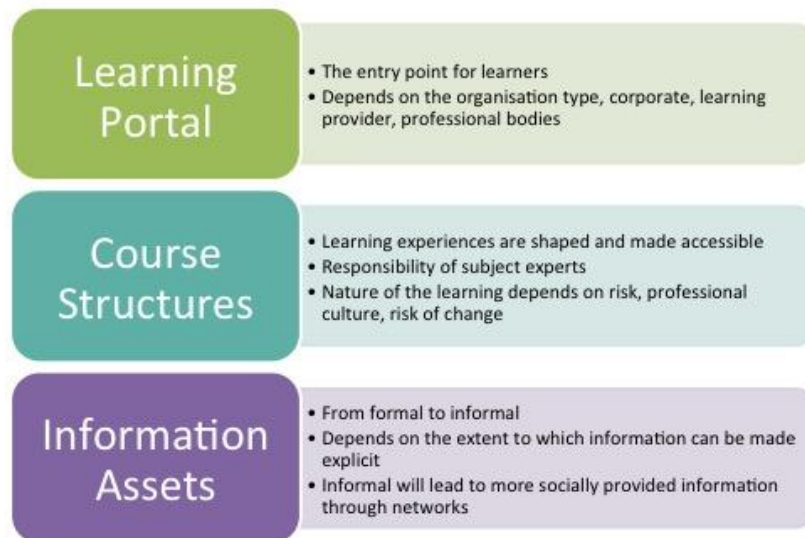 Learning
Portal
• The entry point for learners
• Depends on the organisation type, corporate, learning
provider, professional bodies
Course
Structures
• Learning experiences are shaped and made accessible
• Responsibility of subject experts
• Nature of the learning depends on risk, professional
culture, risk of change
Information
Assets
• From formal to informal
• Depends on the extent to which information can be made
explicit
• Informal will lead to more socially provided information
through networks